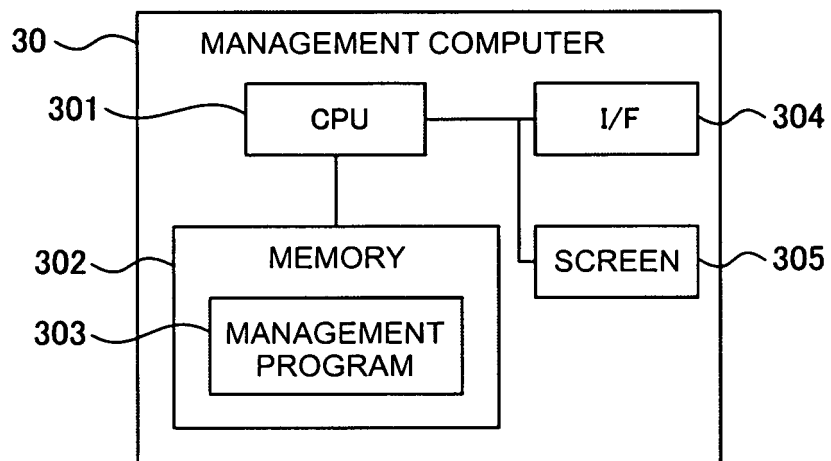 30
MANAGEMENT COMPUTER
301
CPU
I/F
304
302
MEMORY
SCREEN
305
303
MANAGEMENT
PROGRAM